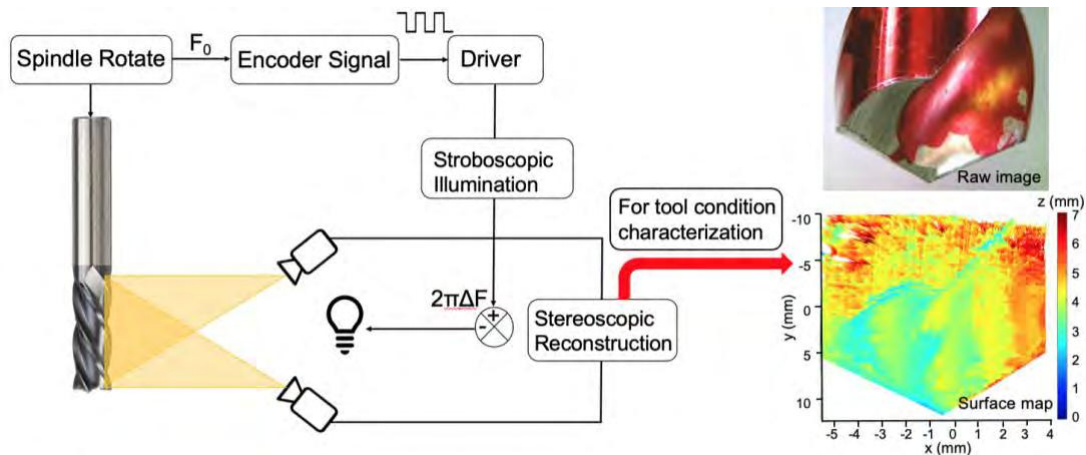 Spindle Rotate
F₀
Encoder Signal
Driver
Stroboscopic
Illumination
2πΔF
+
-
Stereoscopic
Reconstruction
For tool condition
characterization
Raw image
z (mm)
7
6
5
4
3
2
1
0
-10
-5
0
5
10
y (mm)
Surface map
-5 -4 -3 -2 -1 0 1 2 3 4
x (mm)